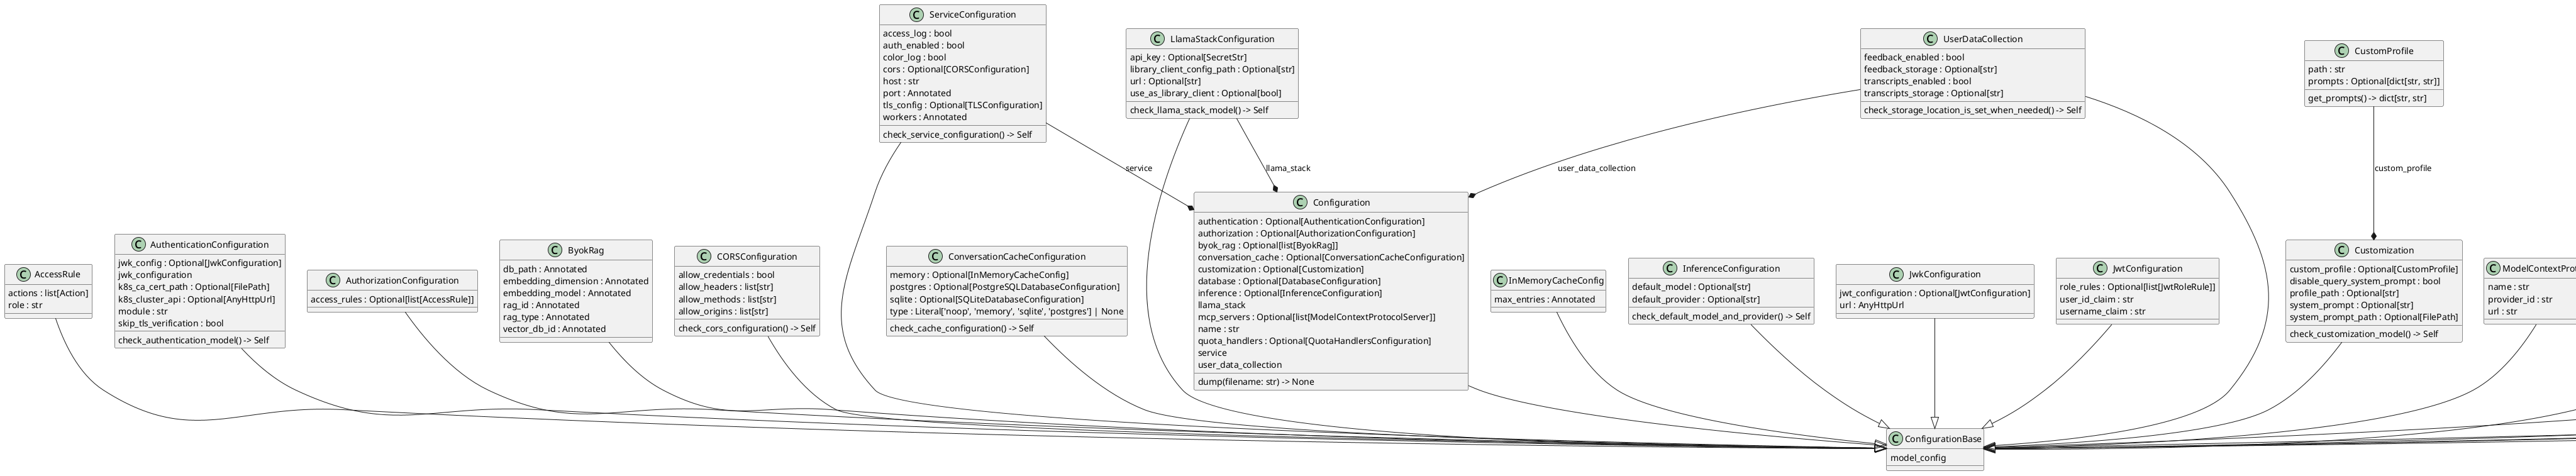 ServiceConfiguration
access_log : bool
auth_enabled : bool
color_log : bool
cors : Optional[CORSConfiguration]
host : str
port : Annotated
tls_config : Optional[TLSConfiguration]
workers : Annotated
check_service_configuration() -> Self
LlamaStackConfiguration
api_key : Optional[SecretStr]
library_client_config_path : Optional[str]
url : Optional[str]
use_as_library_client : Optional[bool]
check_llama_stack_model() -> Self
UserDataCollection
feedback_enabled : bool
feedback_storage : Optional[str]
transcripts_enabled : bool
transcripts_storage : Optional[str]
check_storage_location_is_set_when_needed() -> Self
CustomProfile
path : str
prompts : Optional[dict[str, str]]
get_prompts() -> dict[str, str]
service
llama_stack
user_data_collection
custom_profile
AccessRule
actions : list[Action]
role : str
AuthenticationConfiguration
jwk_config : Optional[JwkConfiguration]
jwk_configuration
k8s_ca_cert_path : Optional[FilePath]
k8s_cluster_api : Optional[AnyHttpUrl]
module : str
skip_tls_verification : bool
check_authentication_model() -> Self
AuthorizationConfiguration
access_rules : Optional[list[AccessRule]]
ByokRag
db_path : Annotated
embedding_dimension : Annotated
embedding_model : Annotated
rag_id : Annotated
rag_type : Annotated
vector_db_id : Annotated
CORSConfiguration
allow_credentials : bool
allow_headers : list[str]
allow_methods : list[str]
allow_origins : list[str]
check_cors_configuration() -> Self
ConversationCacheConfiguration
memory : Optional[InMemoryCacheConfig]
postgres : Optional[PostgreSQLDatabaseConfiguration]
sqlite : Optional[SQLiteDatabaseConfiguration]
type : Literal['noop', 'memory', 'sqlite', 'postgres'] | None
check_cache_configuration() -> Self
Configuration
authentication : Optional[AuthenticationConfiguration]
authorization : Optional[AuthorizationConfiguration]
byok_rag : Optional[list[ByokRag]]
conversation_cache : Optional[ConversationCacheConfiguration]
customization : Optional[Customization]
database : Optional[DatabaseConfiguration]
inference : Optional[InferenceConfiguration]
llama_stack
mcp_servers : Optional[list[ModelContextProtocolServer]]
name : str
quota_handlers : Optional[QuotaHandlersConfiguration]
service
user_data_collection
dump(filename: str) -> None
InMemoryCacheConfig
max_entries : Annotated
InferenceConfiguration
default_model : Optional[str]
default_provider : Optional[str]
check_default_model_and_provider() -> Self
JwkConfiguration
jwt_configuration : Optional[JwtConfiguration]
url : AnyHttpUrl
JwtConfiguration
role_rules : Optional[list[JwtRoleRule]]
user_id_claim : str
username_claim : str
Customization
custom_profile : Optional[CustomProfile]
disable_query_system_prompt : bool
profile_path : Optional[str]
system_prompt : Optional[str]
system_prompt_path : Optional[FilePath]
check_customization_model() -> Self
name : str
provider_id : str
url : str
ConfigurationBase
model_config